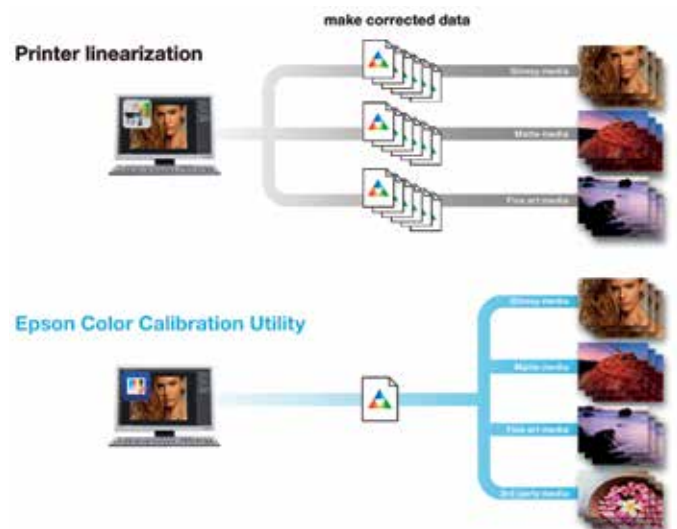 make corrected data
Printer linearization
Glossy media
Matte media
Fine art media
Epson Color Calibration Utility
Glossy media
Matte media
Fine art media
3rd party media